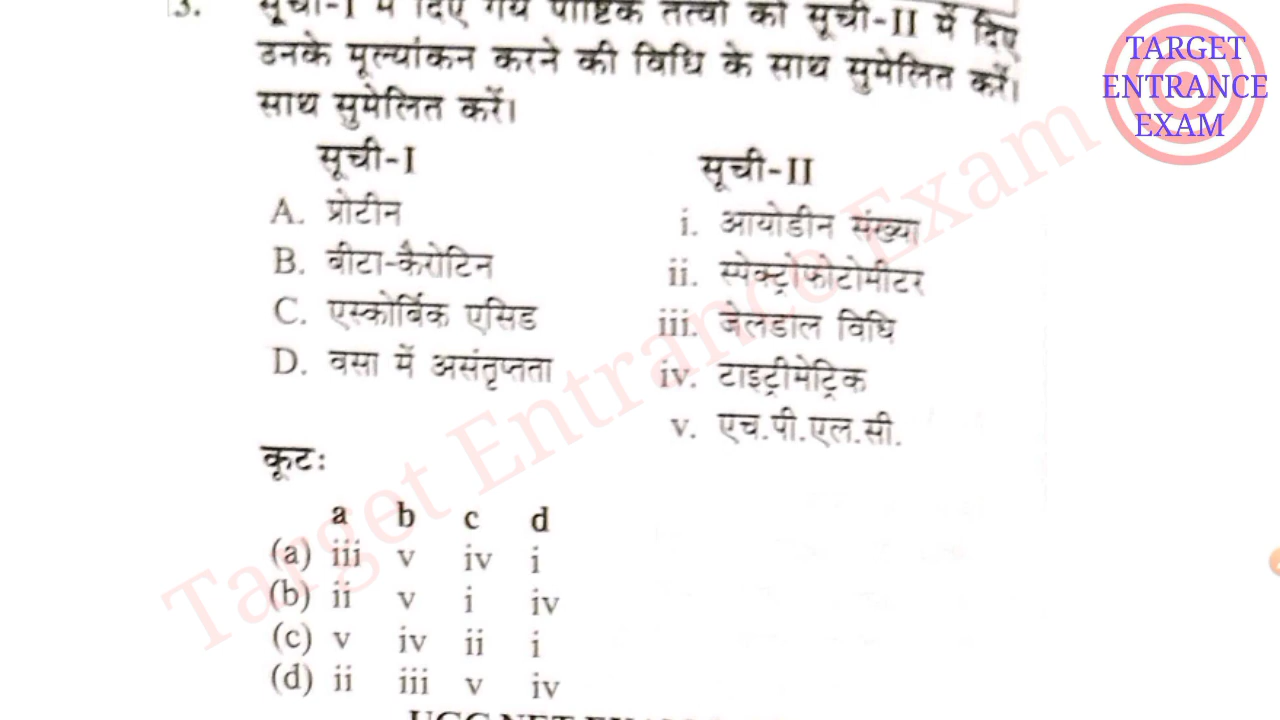 3. सूची-I में दिए गये पौष्टिक तत्वों को सूची-II में दिए
उनके मूल्यांकन करने की विधि के साथ सुमेलित करें।
साथ सुमेलित करें।
सूची-I सूची-II
A. प्रोटीन i. आयोडीन संख्या
B. बीटा-कैरोटिन ii. स्पेक्ट्रोफोटोमीटर
C. एस्कोर्बिक एसिड iii. जेलडाल विधि
D. वसा में असंतृप्तता iv. टाइट्रीमेट्रिक
v. एच.पी.एल.सी.
कूटः
a b c d
(a) iii v iv i
(b) ii v i iv
(c) v iv ii i
(d) ii iii v iv
TARGET
ENTRANCE
EXAM
Target Entrance Exam